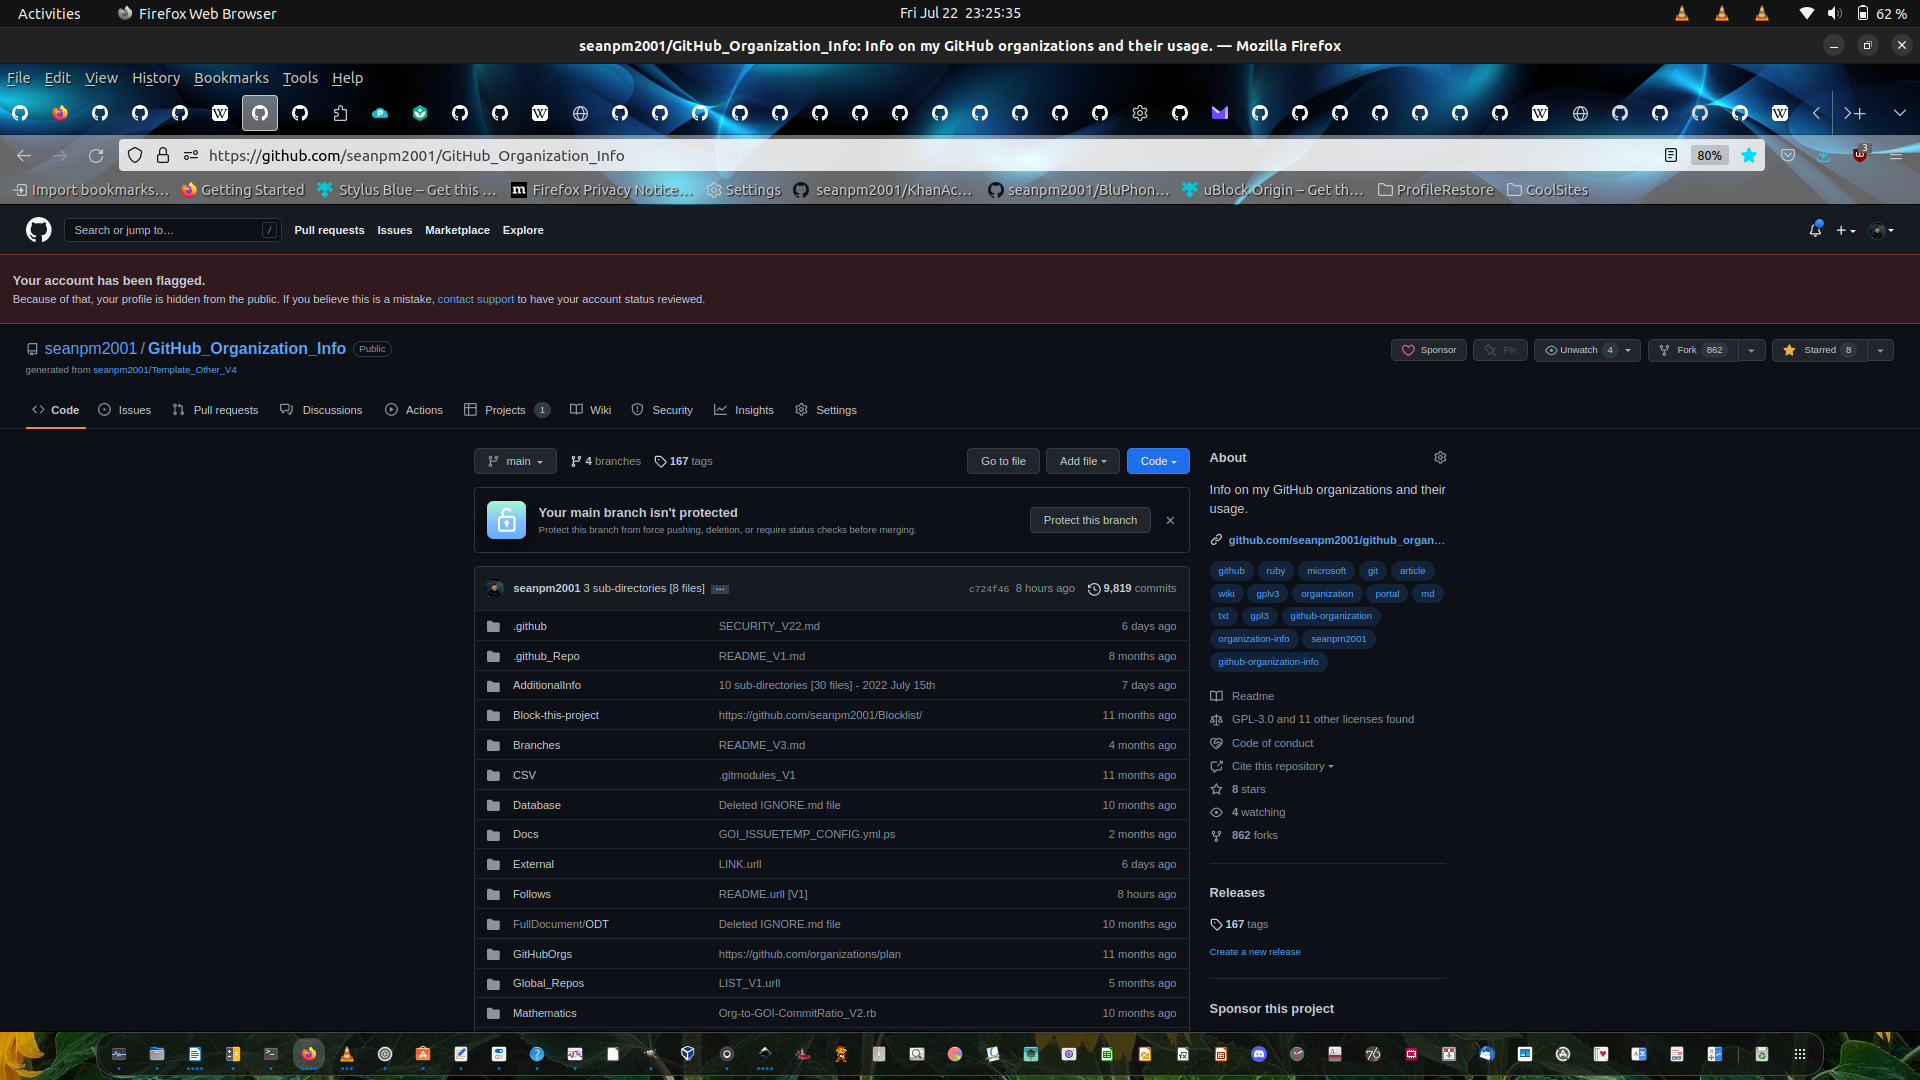 Activities
Firefox Web Browser
Fri Jul 22 23:25:35
62 %
seanpm2001/GitHub_Organization_Info: Info on my GitHub organizations and their usage. — Mozilla Firefox
File Edit View History Bookmarks Tools Help
https://github.com/seanpm2001/GitHub_Organization_Info
80%
3
Import bookmarks…
Getting Started
Stylus Blue – Get this …
Firefox Privacy Notice…
Settings
seanpm2001/KhanAc…
seanpm2001/BluPhon…
uBlock Origin – Get th…
ProfileRestore
CoolSites
Search or jump to…
/
Pull requests
Issues
Marketplace
Explore
Your account has been flagged.
Because of that, your profile is hidden from the public. If you believe this is a mistake, contact support to have your account status reviewed.
seanpm2001 / GitHub_Organization_Info Public
generated from seanpm2001/Template_Other_V4
Sponsor
Pin
Unwatch 4
Fork 862
Starred 8
Code
Issues
Pull requests
Discussions
Actions
Projects 1
Wiki
Security
Insights
Settings
main
4 branches
167 tags
Go to file
Add file
Code
Your main branch isn't protected
Protect this branch from force pushing, deletion, or require status checks before merging.
Protect this branch
seanpm2001 3 sub-directories [8 files] …
c724f46 8 hours ago
9,819 commits
.github SECURITY_V22.md 6 days ago
.github_Repo README_V1.md 8 months ago
AdditionalInfo 10 sub-directories [30 files] - 2022 July 15th 7 days ago
Block-this-project https://github.com/seanpm2001/Blocklist/ 11 months ago
Branches README_V3.md 4 months ago
CSV .gitmodules_V1 11 months ago
Database Deleted IGNORE.md file 10 months ago
Docs GOI_ISSUETEMP_CONFIG.yml.ps 2 months ago
External LINK.urll 6 days ago
Follows README.urll [V1] 8 hours ago
FullDocument/ODT Deleted IGNORE.md file 10 months ago
GitHubOrgs https://github.com/organizations/plan 11 months ago
Global_Repos LIST_V1.urll 5 months ago
Mathematics Org-to-GOI-CommitRatio_V2.rb 10 months ago
About
Info on my GitHub organizations and their
usage.
github.com/seanpm2001/github_organ…
github ruby microsoft git article
wiki gplv3 organization portal md
txt gpl3 github-organization
organization-info seanpm2001
github-organization-info
Readme
GPL-3.0 and 11 other licenses found
Code of conduct
Cite this repository
8 stars
4 watching
862 forks
Releases
167 tags
Create a new release
Sponsor this project